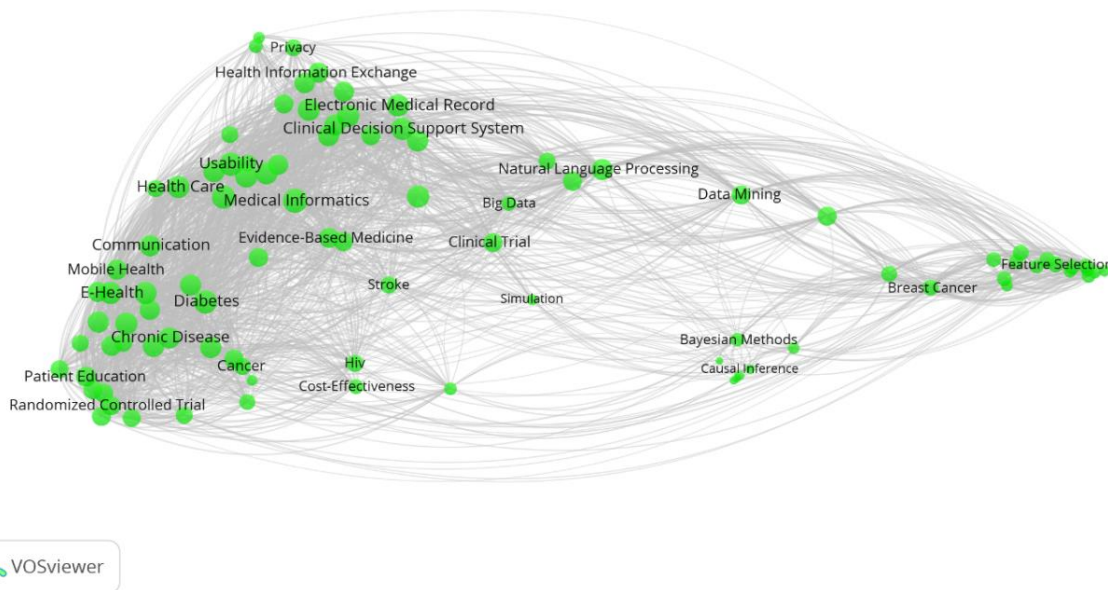 Privacy
Health Information Exchange
Electronic Medical Record
Clinical Decision Support System
Usability
Natural Language Processing
Health Care
Data Mining
Medical Informatics
Big Data
Evidence-Based Medicine
Clinical Trial
Communication
Feature Selection
Mobile Health
Stroke
Breast Cancer
E-Health
Simulation
Diabetes
Chronic Disease
Bayesian Methods
Hiv
Cancer
Causal Inference
Patient Education
Cost-Effectiveness
Randomized Controlled Trial
VOSviewer